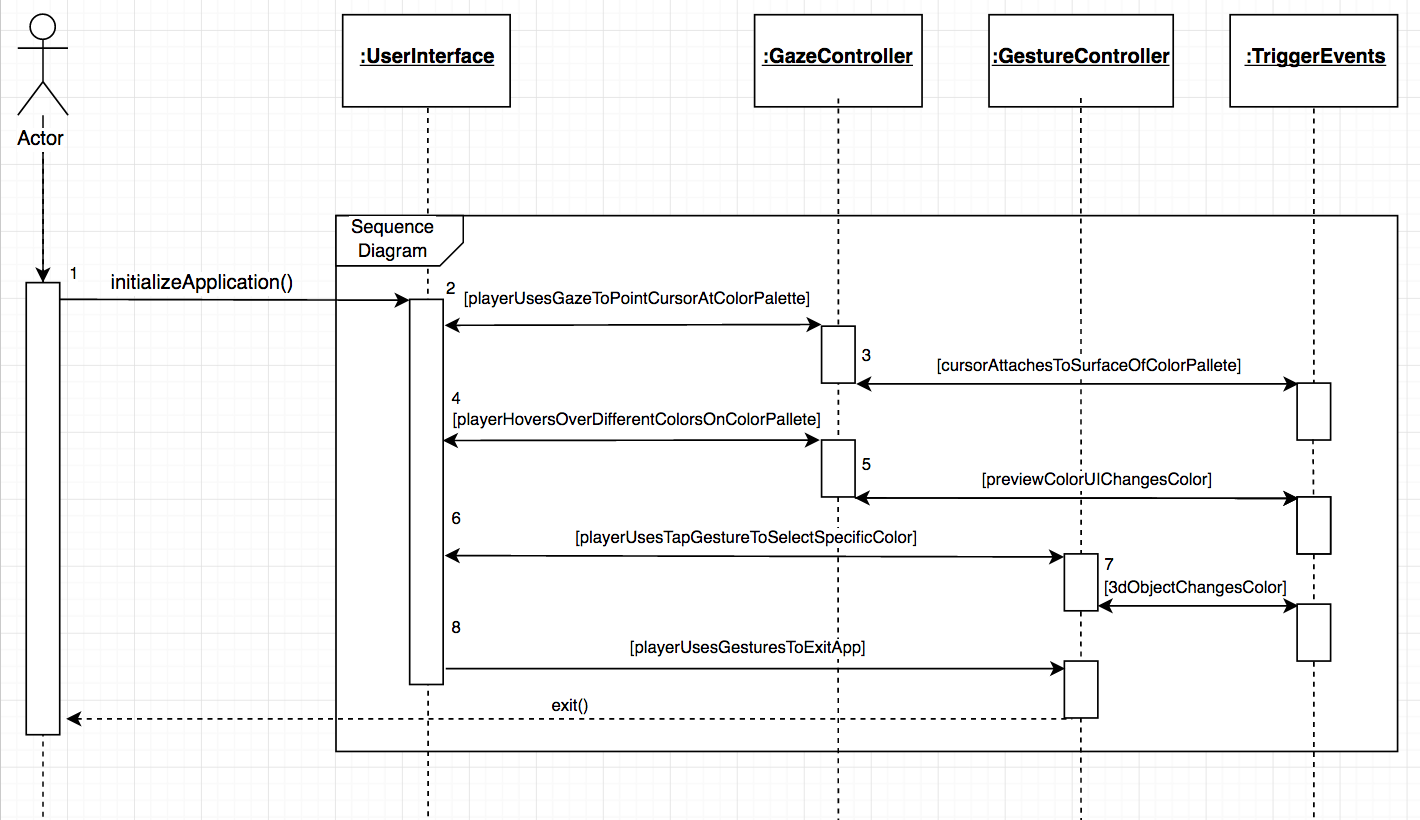 :UserInterface
:GazeController
:GestureController
:TriggerEvents
Actor
Sequence
Diagram
1
initializeApplication()
2
[playerUsesGazeToPointCursorAtColorPalette]
3
[cursorAttachesToSurfaceOfColorPallete]
4
[playerHoversOverDifferentColorsOnColorPallete]
5
[previewColorUIChangesColor]
6
[playerUsesTapGestureToSelectSpecificColor]
7
[3dObjectChangesColor]
8
[playerUsesGesturesToExitApp]
exit()